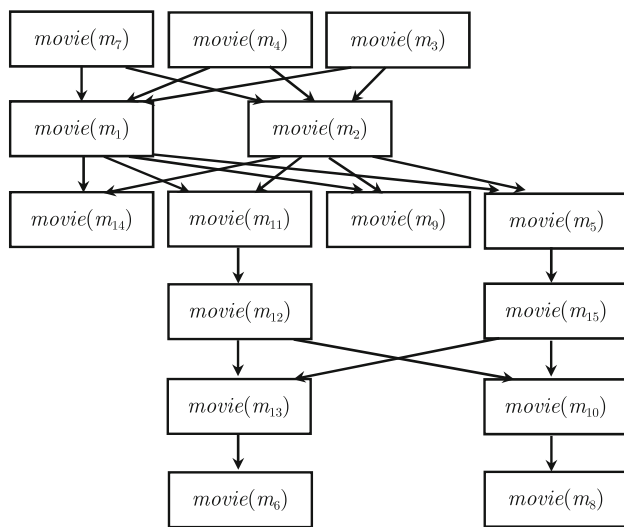 movie(m₇) movie(m₄) movie(m₃)
movie(m₁) movie(m₂)
movie(m₁₄) movie(m₁₁) movie(m₉) movie(m₅)
movie(m₁₂) movie(m₁₅)
movie(m₁₃) movie(m₁₀)
movie(m₆) movie(m₈)